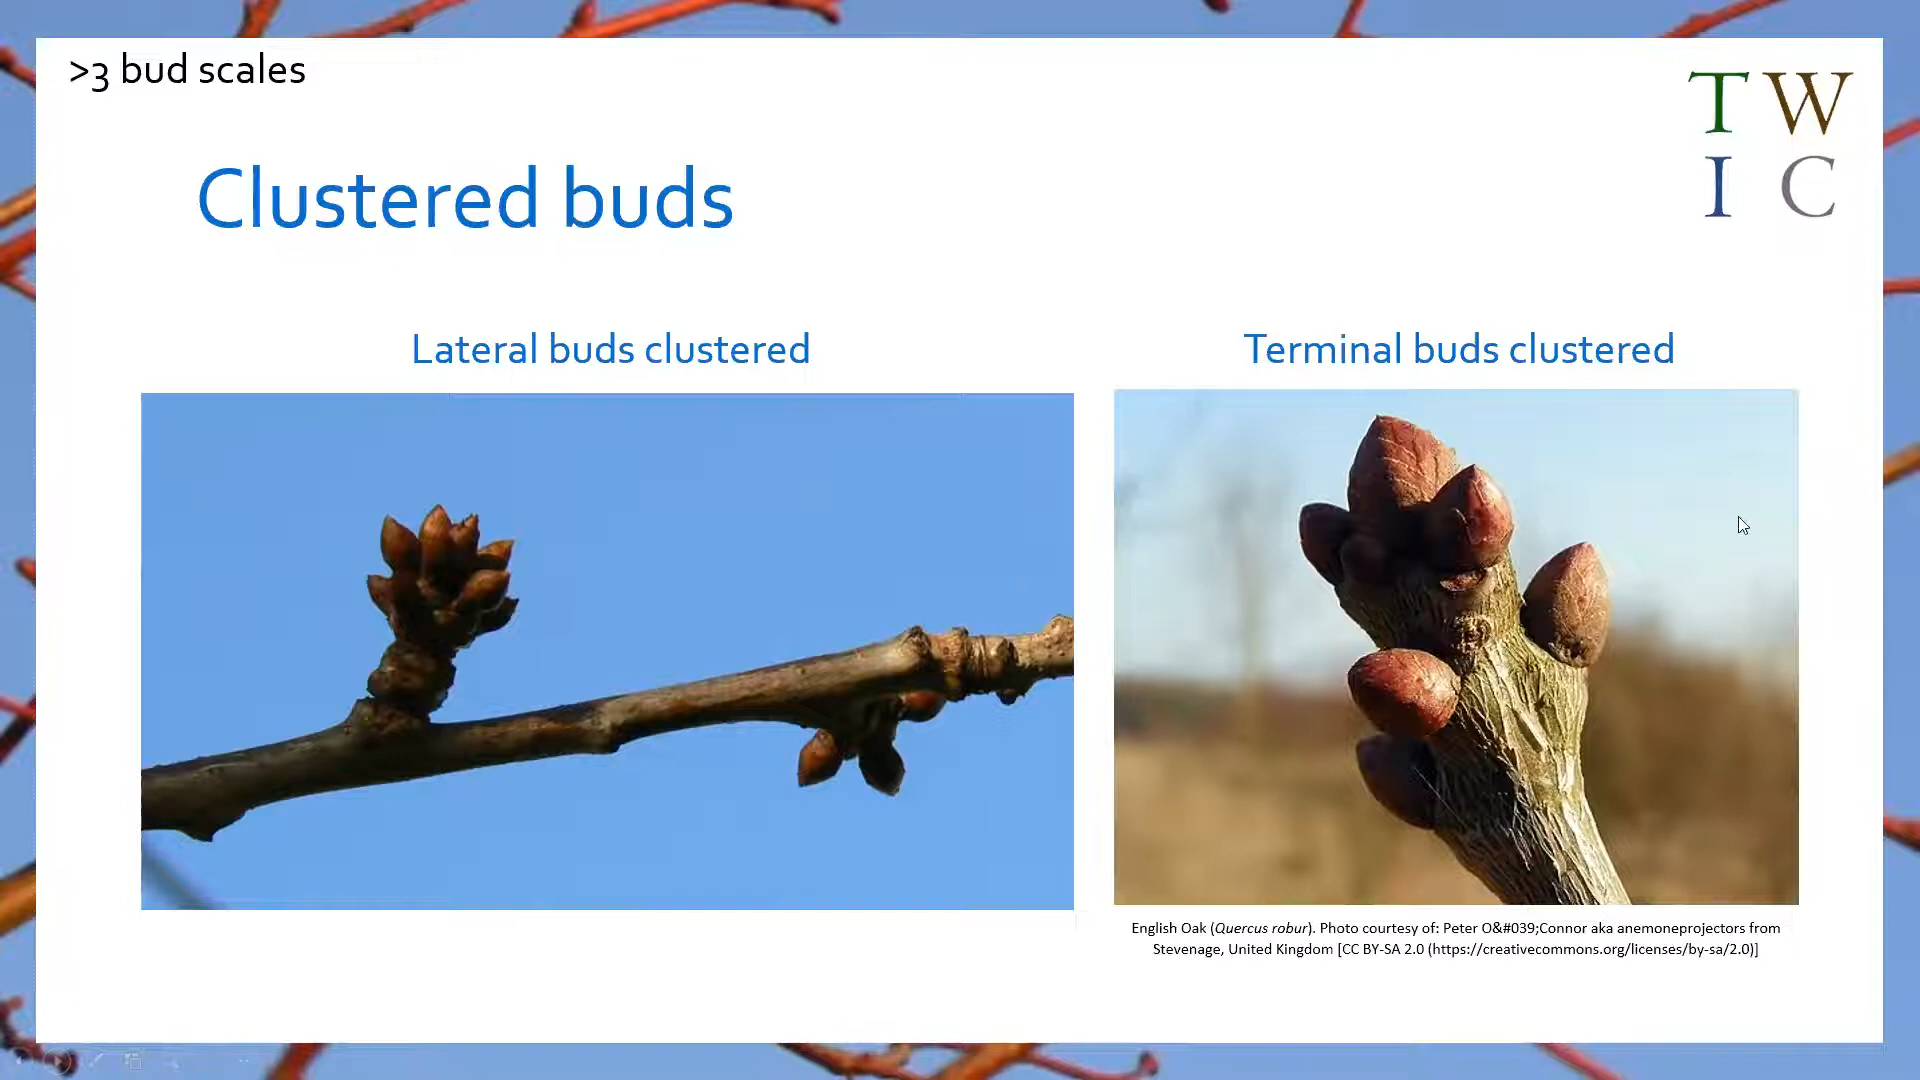 >3 bud scales
T W
I C
Clustered buds
Lateral buds clustered
Terminal buds clustered
English Oak (Quercus robur). Photo courtesy of: Peter O&#039;Connor aka anemoneprojectors from
Stevenage, United Kingdom [CC BY-SA 2.0 (https://creativecommons.org/licenses/by-sa/2.0)]